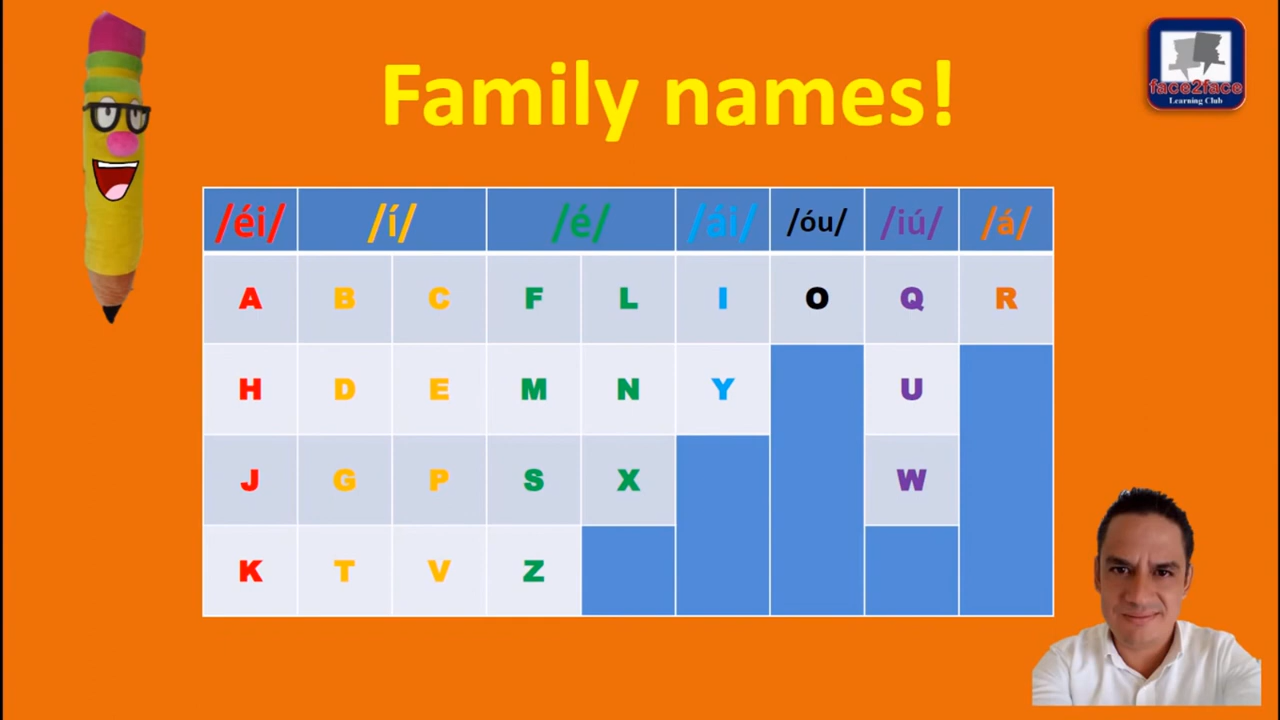 Family names!
face2face
Learning Club
/éi/ /í/ /é/ /ái/ /óu/ /iú/ /á/
A B C F L I O Q R
H D E M N Y U
J G P S X W
K T V Z